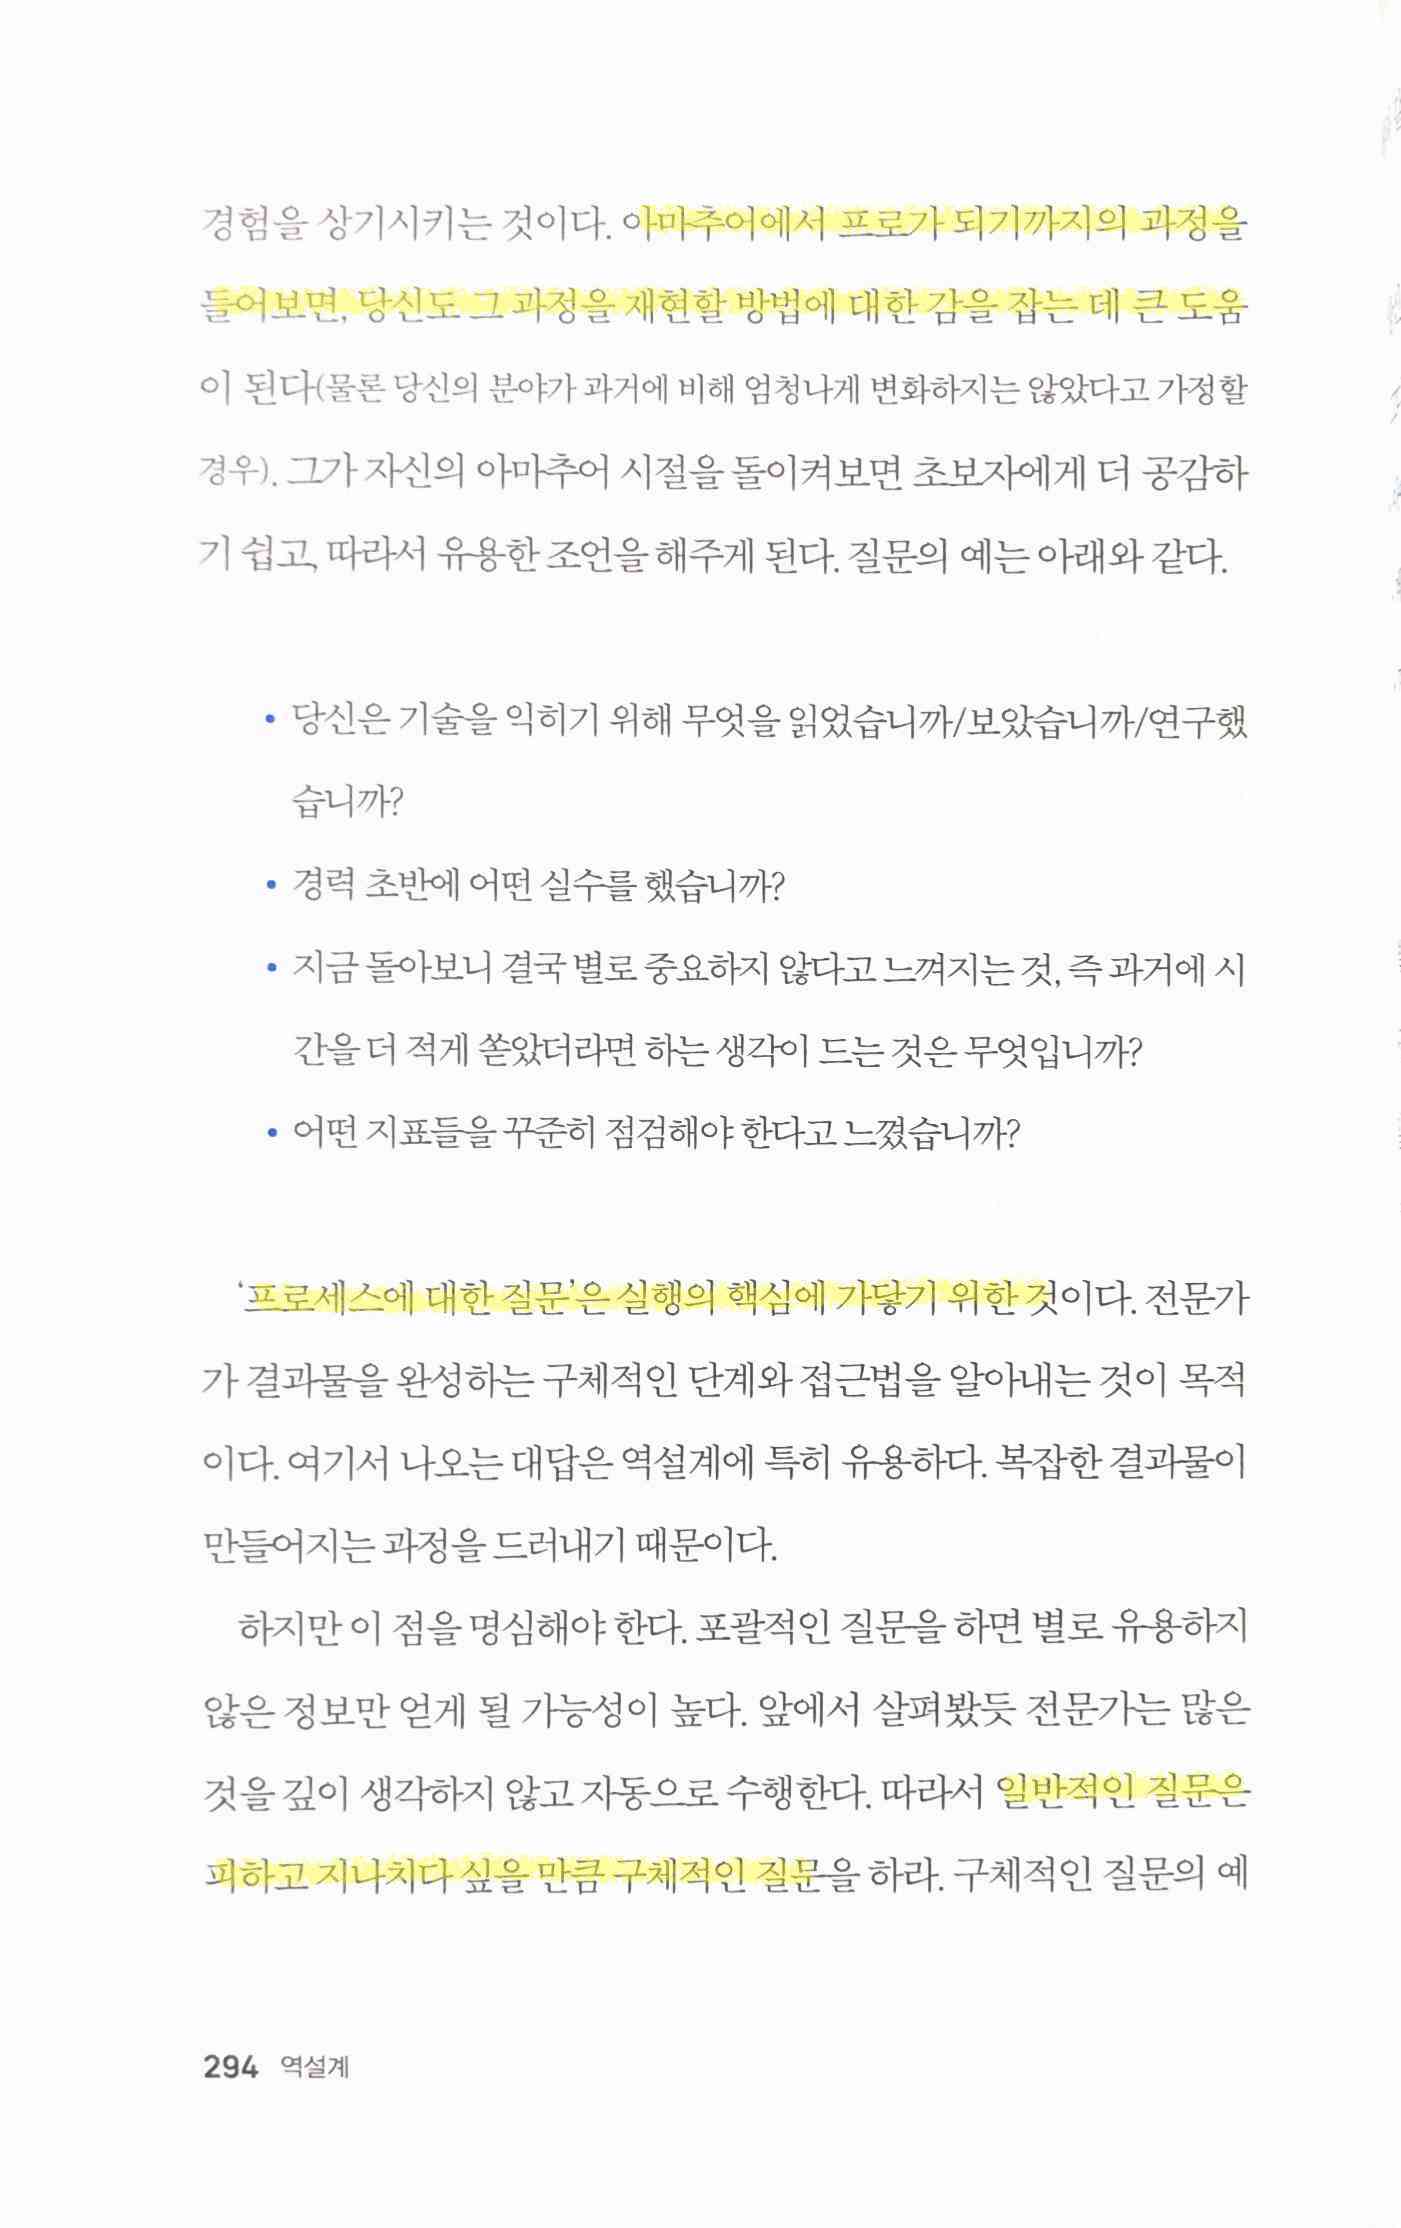 경험을 상기시키는 것이다. 아마추어에서 프로가 되기까지의 과정을
들어보면, 당신도 그 과정을 재현할 방법에 대한 감을 잡는 데 큰 도움
이 된다(물론 당신의 분야가 과거에 비해 엄청나게 변화하지는 않았다고 가정할
경우). 그가 자신의 아마추어 시절을 돌이켜보면 초보자에게 더 공감하
기 쉽고, 따라서 유용한 조언을 해주게 된다. 질문의 예는 아래와 같다.
• 당신은 기술을 익히기 위해 무엇을 읽었습니까/보았습니까/연구했
습니까?
• 경력 초반에 어떤 실수를 했습니까?
• 지금 돌아보니 결국 별로 중요하지 않다고 느껴지는 것, 즉 과거에 시
간을 더 적게 쏟았더라면 하는 생각이 드는 것은 무엇입니까?
• 어떤 지표들을 꾸준히 점검해야 한다고 느꼈습니까?
‘프로세스에 대한 질문’은 실행의 핵심에 가닿기 위한 것이다. 전문가
가 결과물을 완성하는 구체적인 단계와 접근법을 알아내는 것이 목적
이다. 여기서 나오는 대답은 역설계에 특히 유용하다. 복잡한 결과물이
만들어지는 과정을 드러내기 때문이다.
하지만 이 점을 명심해야 한다. 포괄적인 질문을 하면 별로 유용하지
않은 정보만 얻게 될 가능성이 높다. 앞에서 살펴봤듯 전문가는 많은
것을 깊이 생각하지 않고 자동으로 수행한다. 따라서 일반적인 질문은
피하고 지나치다 싶을 만큼 구체적인 질문을 하라. 구체적인 질문의 예
294 역설계